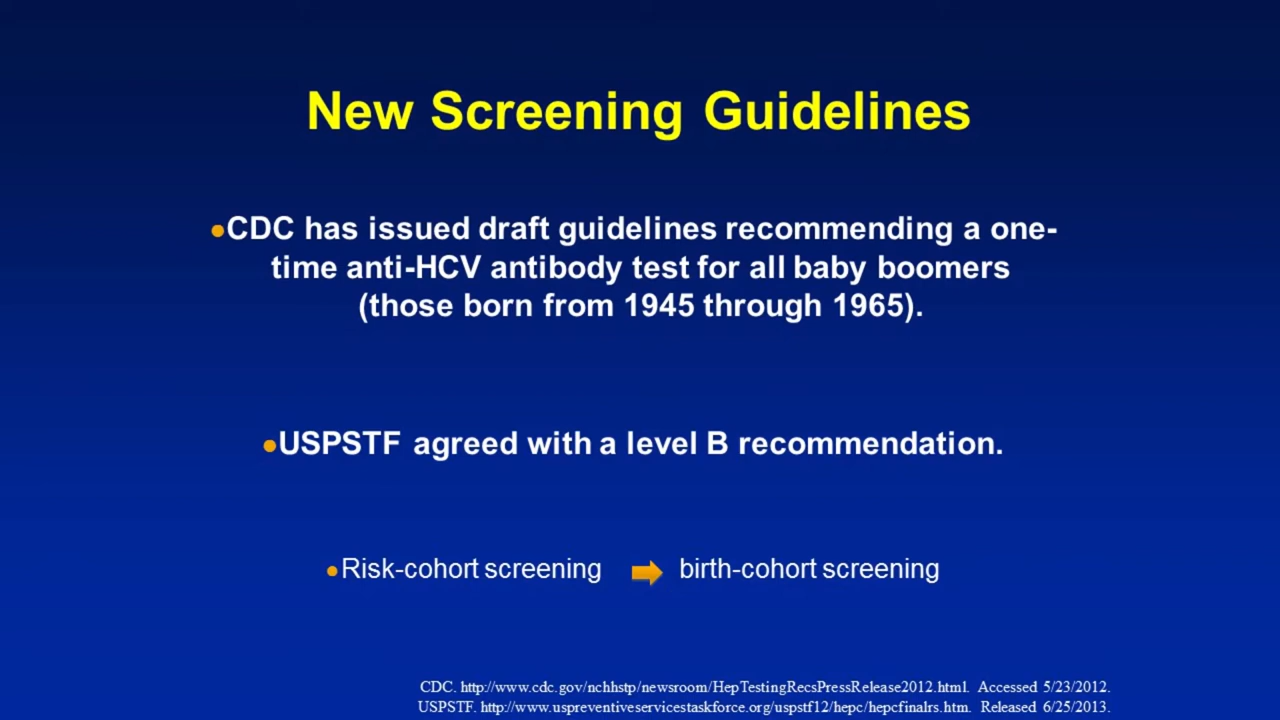 New Screening Guidelines
●CDC has issued draft guidelines recommending a one-
time anti-HCV antibody test for all baby boomers
(those born from 1945 through 1965).
●USPSTF agreed with a level B recommendation.
●Risk-cohort screening ➡ birth-cohort screening
CDC. http://www.cdc.gov/nchhstp/newsroom/HepTestingRecsPressRelease2012.html. Accessed 5/23/2012.
USPSTF. http://www.uspreventiveservicestaskforce.org/uspstf12/hepc/hepcfinalrs.htm. Released 6/25/2013.